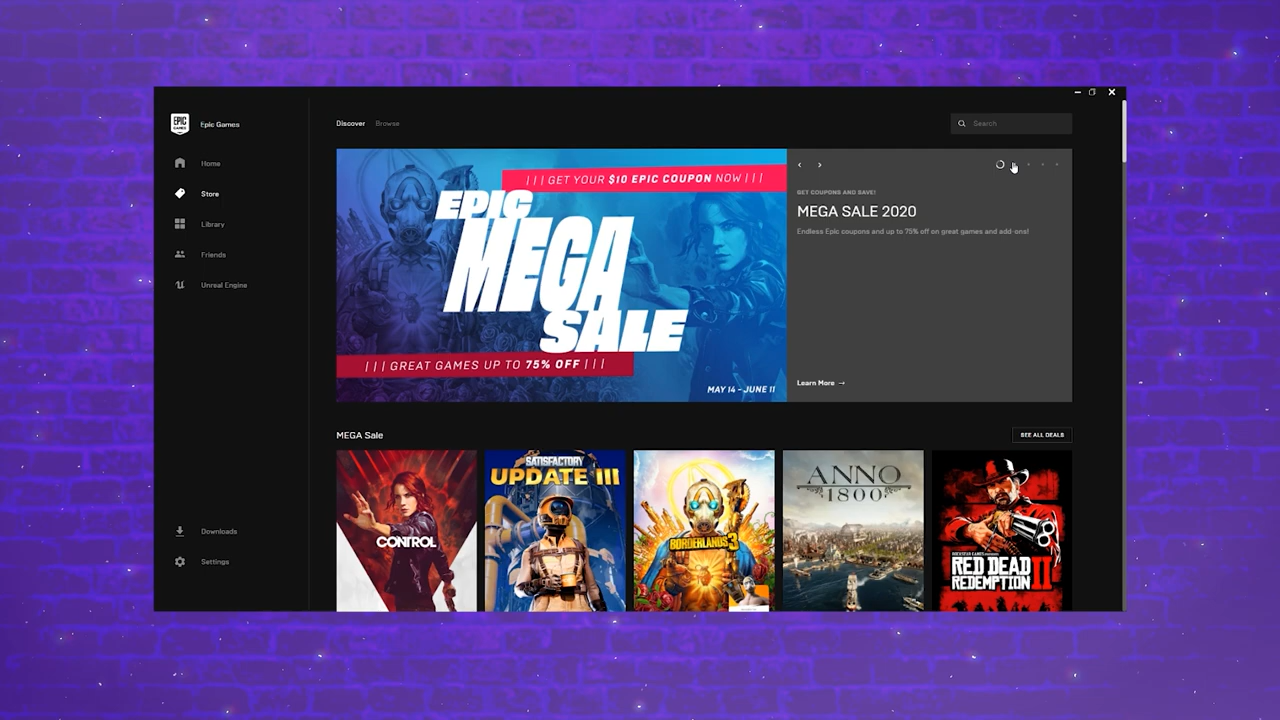 EPIC
GAMES
Epic Games
Home
Store
Library
Friends
Unreal Engine
Downloads
Settings
Discover
Browse
Search
||| GET YOUR $10 EPIC COUPON NOW |||
EPIC
MEGA
SALE
||| GREAT GAMES UP TO 75% OFF |||
MAY 14 - JUNE 11
GET COUPONS AND SAVE!
MEGA SALE 2020
Endless Epic coupons and up to 75% off on great games and add-ons!
Learn More →
MEGA Sale
SEE ALL DEALS
CONTROL
SATISFACTORY
UPDATE III
BORDERLANDS 3
ANNO
1800
ROCKSTAR GAMES PRESENTS
RED DEAD
REDEMPTION II